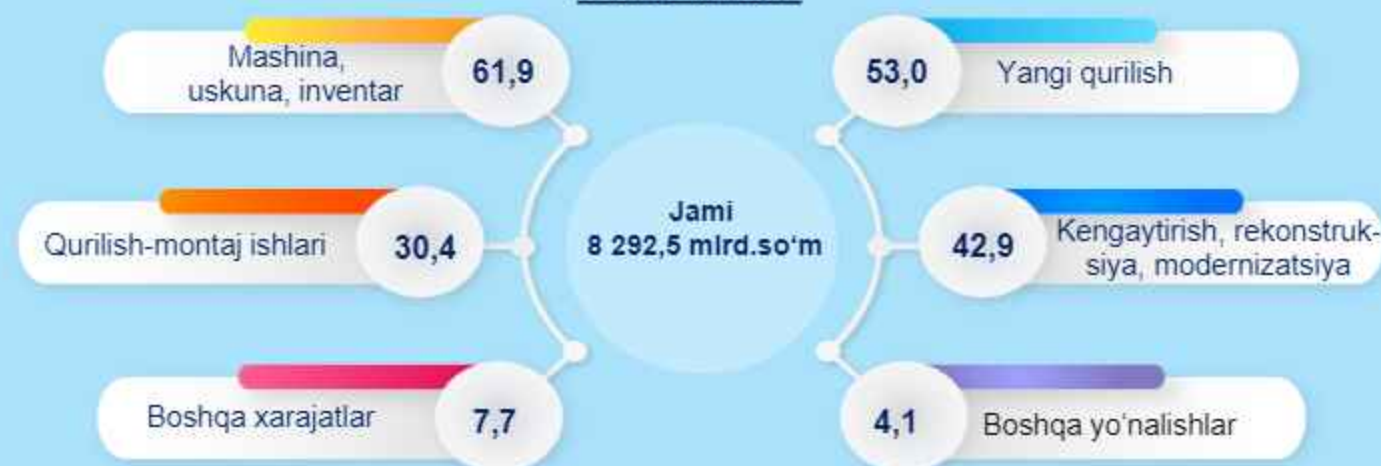 Mashina,
uskuna, inventar
61,9
Qurilish-montaj ishlari
30,4
Boshqa xarajatlar
7,7
Jami
8 292,5 mlrd.so‘m
53,0
Yangi qurilish
42,9
Kengaytirish, rekonstruk-
siya, modernizatsiya
4,1
Boshqa yo‘nalishlar